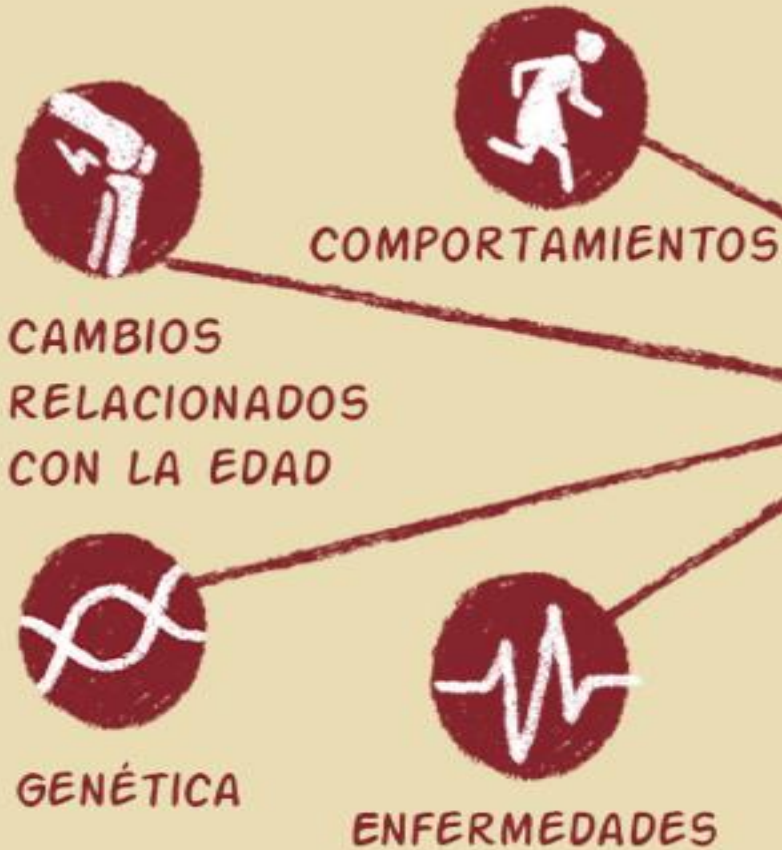 COMPORTAMIENTOS
CAMBIOS
RELACIONADOS
CON LA EDAD
GENÉTICA
ENFERMEDADES